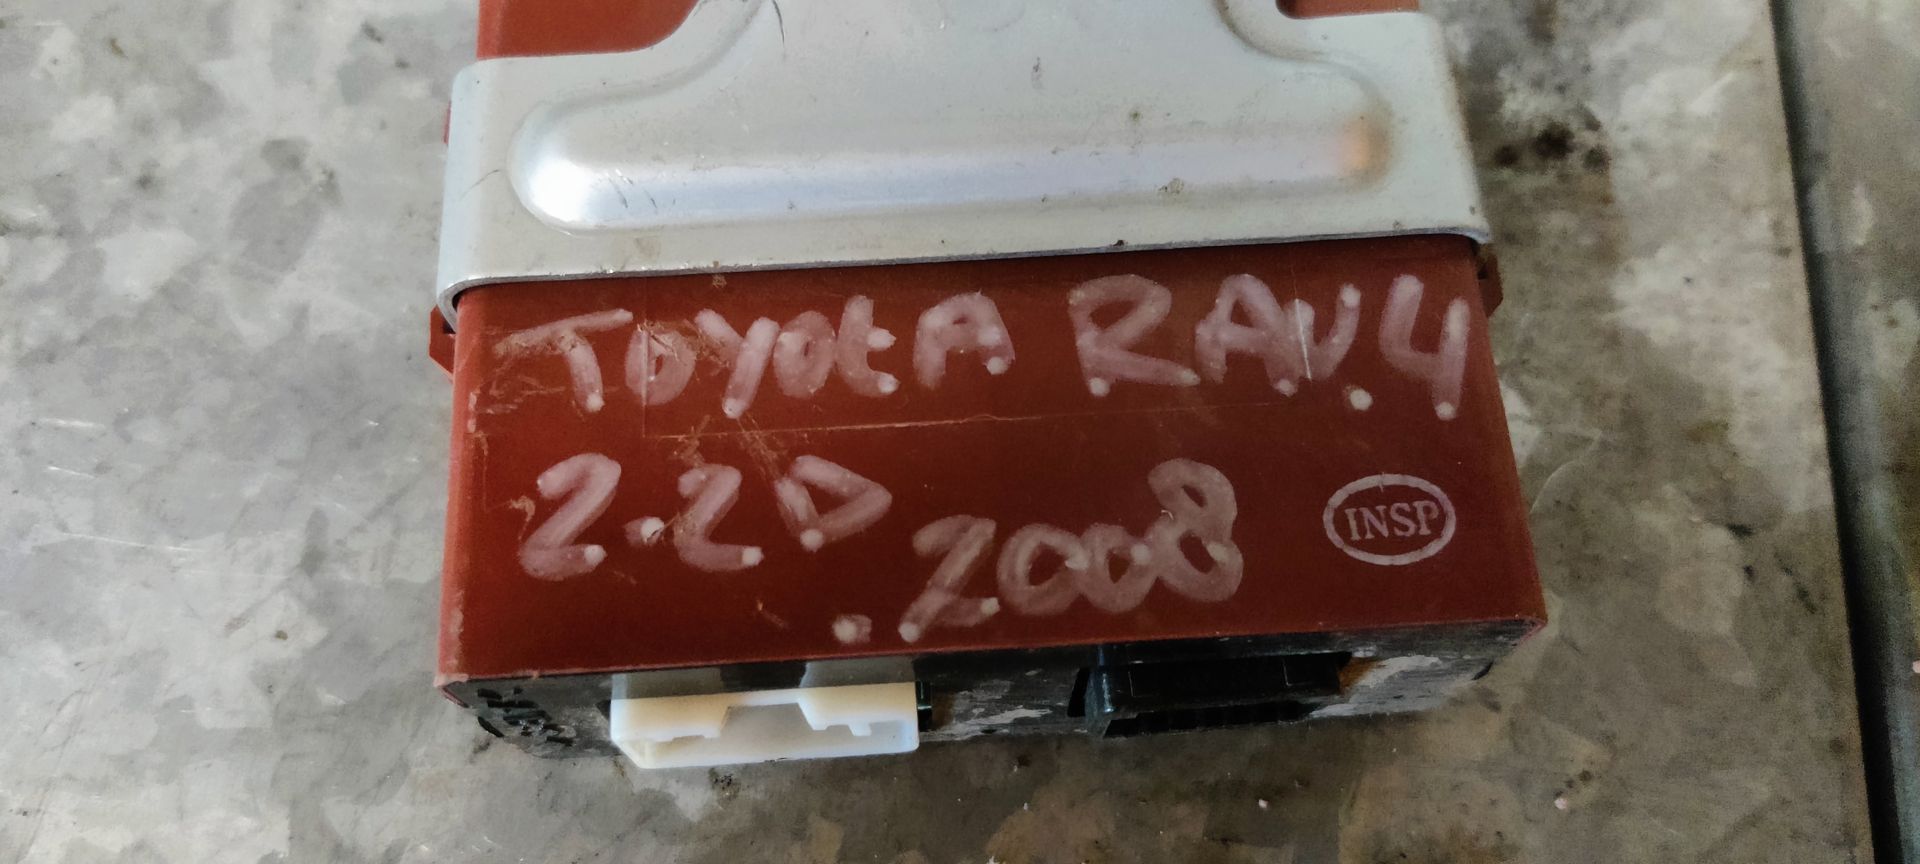 TOYOtA RAV.4
2.2D
.2008
INSP